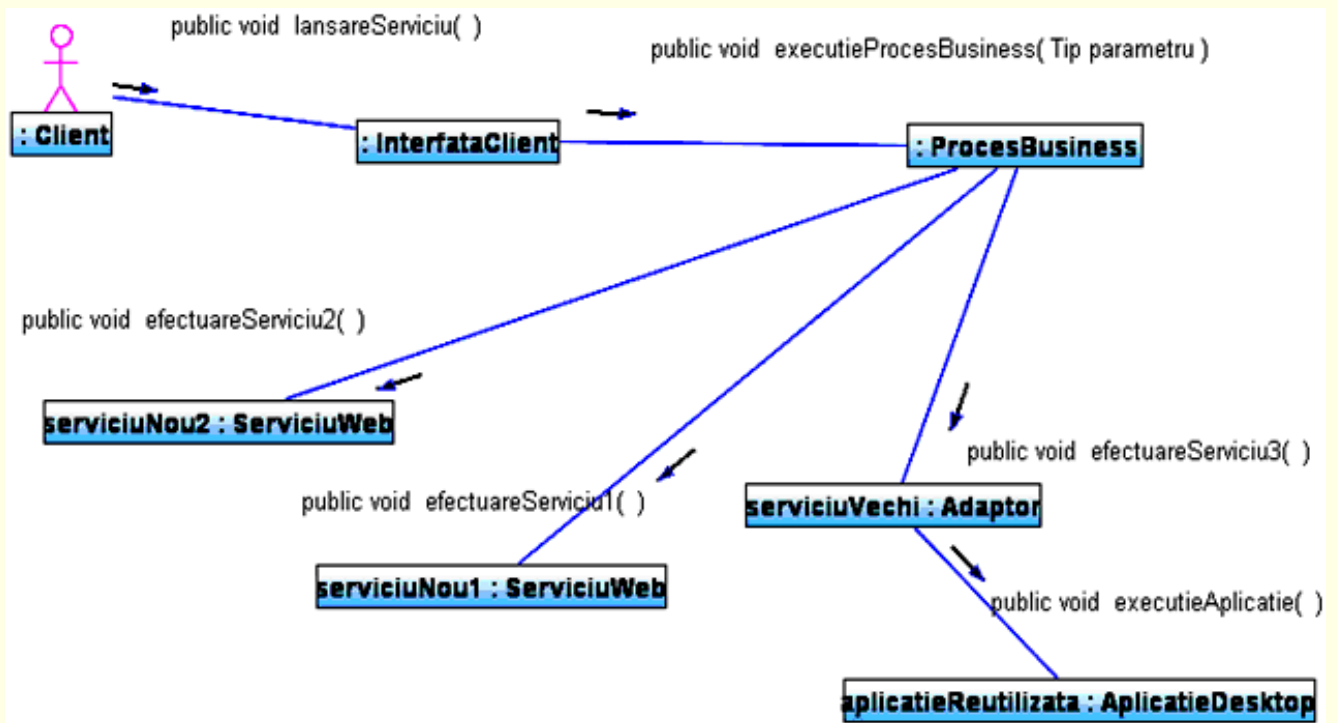 public void lansareServiciu( )
public void executieProcesBusiness( Tip parametru )
: Client
: InterfataClient
: ProcesBusiness
public void efectuareServiciu2( )
serviciuNou2 : ServiciuWeb
public void efectuareServiciu3( )
public void efectuareServiciu1( )
serviciuVechi : Adaptor
serviciuNou1 : ServiciuWeb
public void executieAplicatie( )
aplicatieReutilizata : AplicatieDesktop